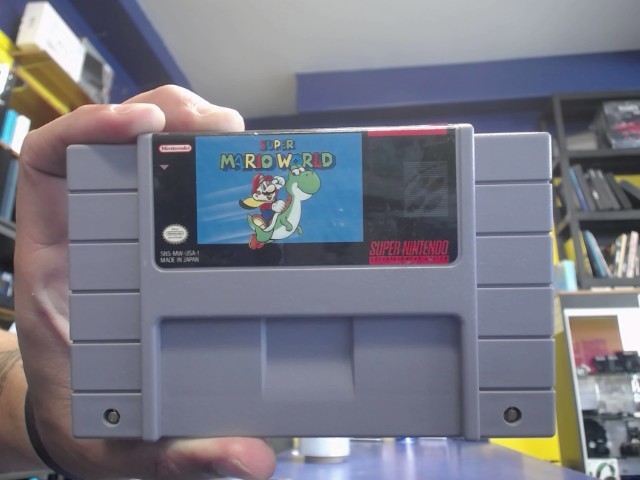 Nintendo
SUPER
MARIO WORLD
SNS-MW-USA-1
MADE IN JAPAN
SUPER NINTENDO